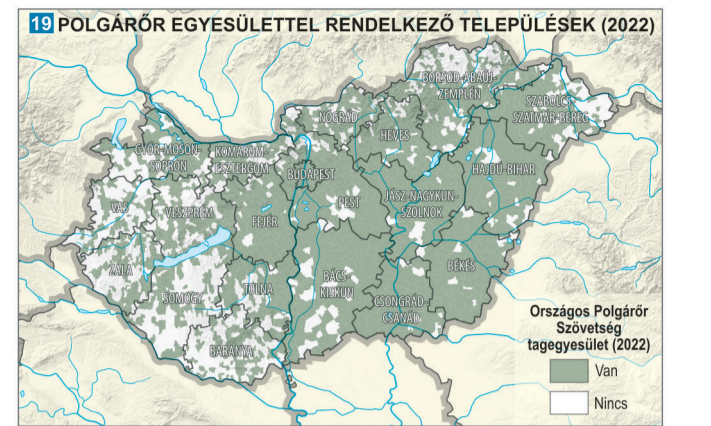 19 POLGÁRŐR EGYESÜLETTEL RENDELKEZŐ TELEPÜLÉSEK (2022)
BORSOD-ABAÚJ-
ZEMPLÉN
SZABOLCS-
SZATMÁR-BEREG
NÓGRÁD
HEVES
GYŐR-MOSON-
SOPRON
KOMÁROM-
ESZTERGOM
BUDAPEST
HAJDÚ-BIHAR
VAS
VESZPRÉM
FEJÉR
PEST
JÁSZ-NAGYKUN-
SZOLNOK
ZALA
SOMOGY
TOLNA
BÁCS-
KISKUN
BÉKÉS
CSONGRÁD-
CSANÁD
BARANYA
Országos Polgárőr
Szövetség
tagegyesület (2022)
Van
Nincs